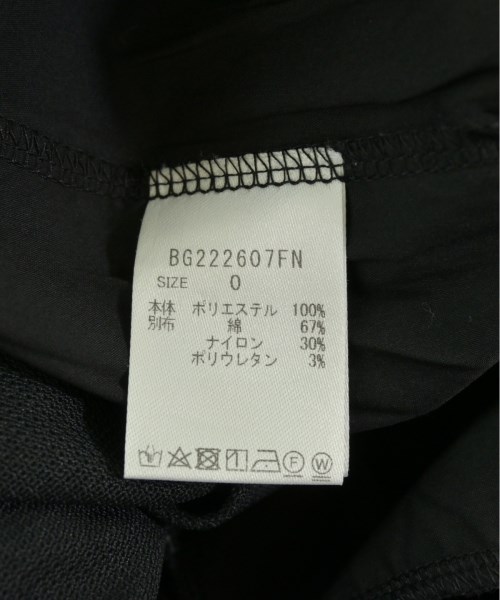 BG222607FN
SIZE 0
本体 ポリエステル 100%
別布 綿 67%
ナイロン 30%
ポリウレタン 3%
F W